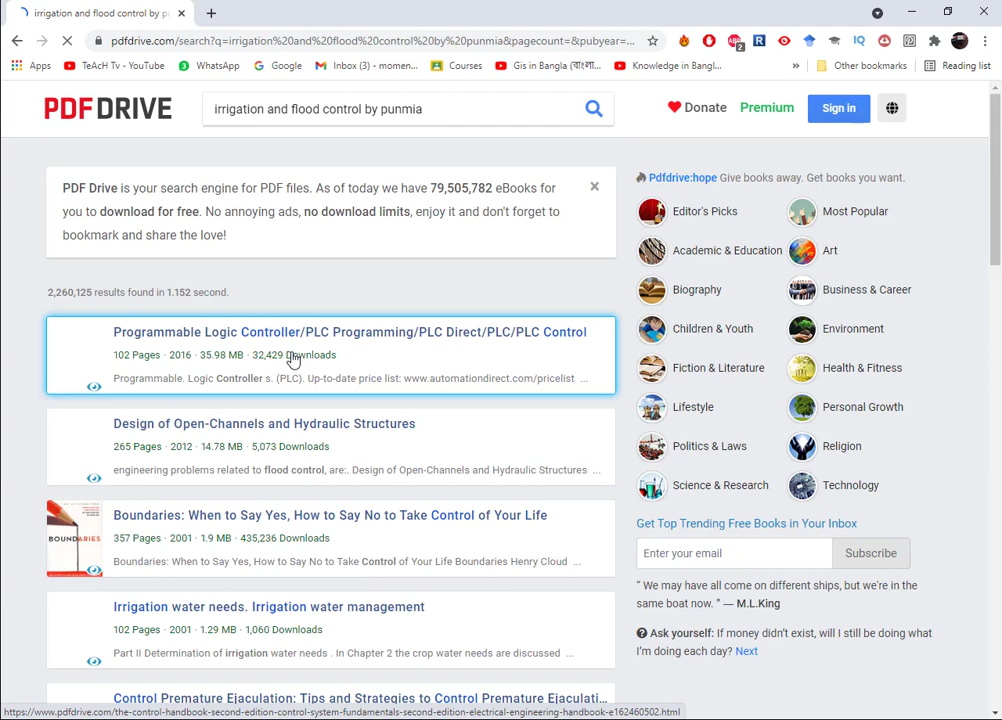 irrigation and flood control by pu
pdfdrive.com/search?q=irrigation%20and%20flood%20control%20by%20punmia&pagecount=&pubyear=...
2
Apps TeAcH Tv - YouTube WhatsApp Google Inbox (3) - momen... Courses Gis in Bangla (বাংলা... Knowledge in Bangl... » Other bookmarks Reading list
PDF DRIVE
irrigation and flood control by punmia
Donate Premium Sign in
PDF Drive is your search engine for PDF files. As of today we have 79,505,782 eBooks for
you to download for free. No annoying ads, no download limits, enjoy it and don't forget to
bookmark and share the love!
2,260,125 results found in 1.152 second.
Programmable Logic Controller/PLC Programming/PLC Direct/PLC/PLC Control
102 Pages · 2016 · 35.98 MB · 32,429 Downloads
Programmable. Logic Controller s. (PLC). Up-to-date price list: www.automationdirect.com/pricelist ...
Design of Open-Channels and Hydraulic Structures
265 Pages · 2012 · 14.78 MB · 5,073 Downloads
engineering problems related to flood control, are:. Design of Open-Channels and Hydraulic Structures ...
BOUNDARIES
Boundaries: When to Say Yes, How to Say No to Take Control of Your Life
357 Pages · 2001 · 1.9 MB · 435,236 Downloads
Boundaries: When to Say Yes, How to Say No to Take Control of Your Life Boundaries Henry Cloud ...
Irrigation water needs. Irrigation water management
102 Pages · 2001 · 1.29 MB · 1,060 Downloads
Part II Determination of irrigation water needs . In Chapter 2 the crop water needs are discussed ...
Control Premature Ejaculation: Tips and Strategies to Control Premature Ejaculati...
Pdfdrive:hope Give books away. Get books you want.
Editor's Picks Most Popular
Academic & Education Art
Biography Business & Career
Children & Youth Environment
Fiction & Literature Health & Fitness
Lifestyle Personal Growth
Politics & Laws Religion
Science & Research Technology
Get Top Trending Free Books in Your Inbox
Enter your email Subscribe
“ We may have all come on different ships, but we're in the
same boat now. ” — M.L.King
Ask yourself: If money didn't exist, will I still be doing what
I'm doing each day? Next
https://www.pdfdrive.com/the-control-handbook-second-edition-control-system-fundamentals-second-edition-electrical-engineering-handbook-e162460502.html